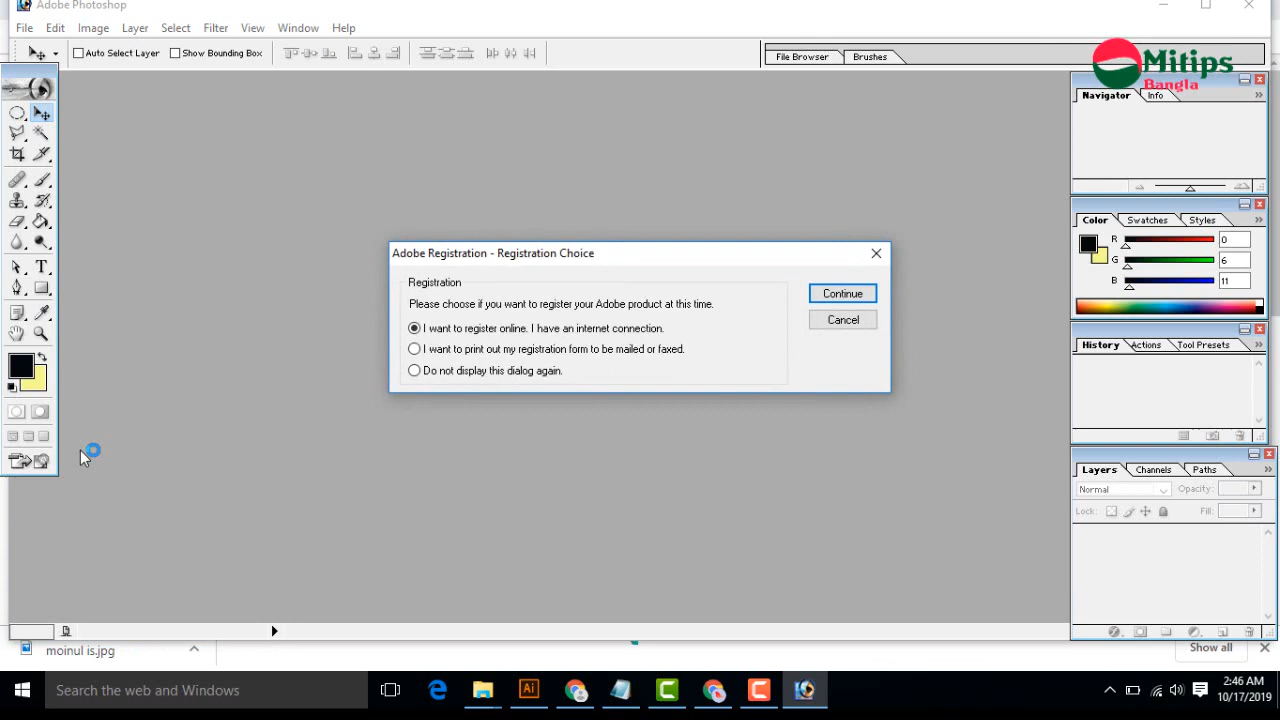 Adobe Photoshop
File Edit Image Layer Select Filter View Window Help
Auto Select Layer Show Bounding Box File Browser Brushes
Mitips
Bangla
Navigator Info
Color Swatches Styles
R 0
G 6
B 11
Adobe Registration - Registration Choice
Registration
Please choose if you want to register your Adobe product at this time.
I want to register online. I have an internet connection.
I want to print out my registration form to be mailed or faxed.
Do not display this dialog again.
Continue
Cancel
History Actions Tool Presets
Layers Channels Paths
Normal Opacity:
Lock: Fill:
moinul is.jpg
Show all
Search the web and Windows
2:46 AM
10/17/2019